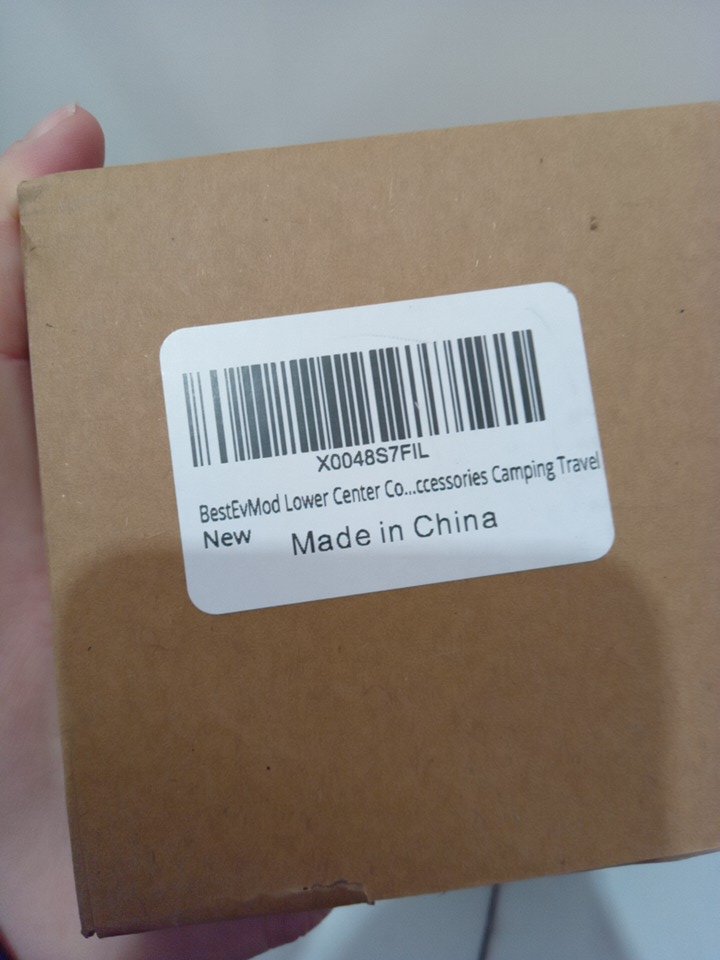 X0048S7FIL
BestEvMod Lower Center Co...ccessories Camping Travel
New
Made in China